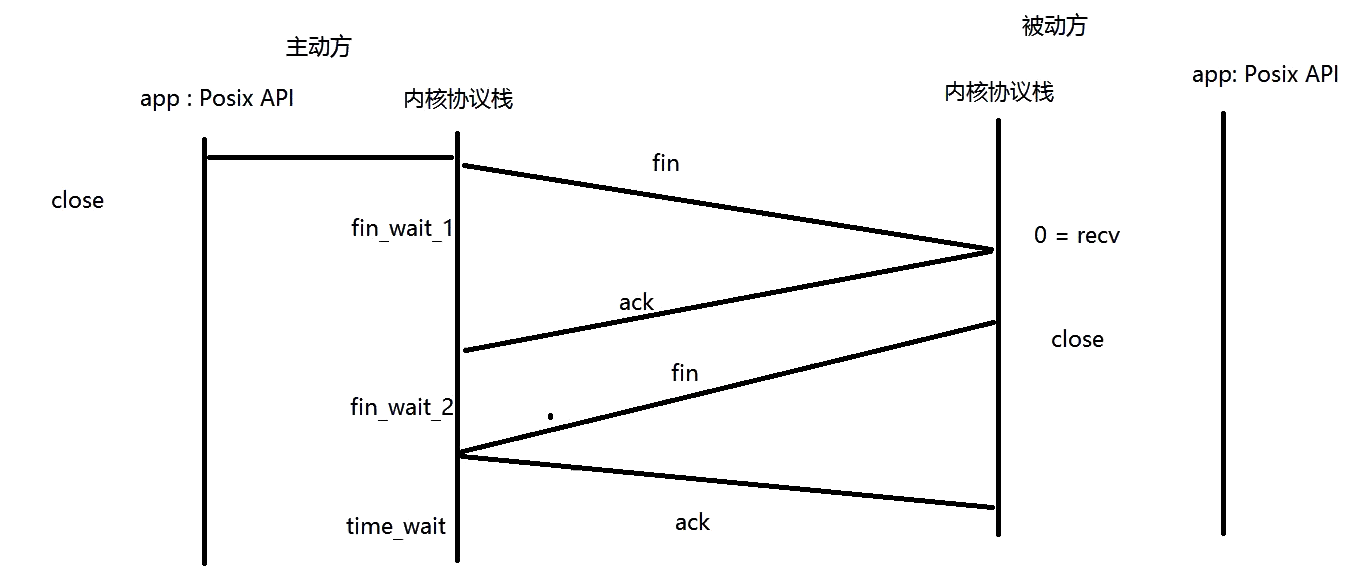 主动方
被动方
app : Posix API
内核协议栈
内核协议栈
app: Posix API
fin
close
fin_wait_1
0 = recv
ack
close
fin
fin_wait_2
ack
time_wait